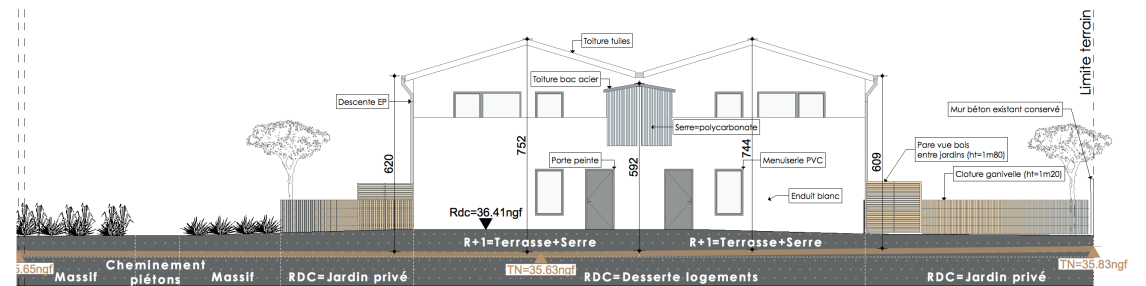 Limite terrain
Toiture tuiles
Toiture bac acier
Descente EP
Mur béton existant conservé
Serre=polycarbonate
Pare vue bois
entre jardins (ht=1m80)
620
752
592
744
609
Porte peinte
Menuiserie PVC
Cloture ganivelle (ht=1m20)
Enduit blanc
Rdc=36.41ngf
R+1=Terrasse+Serre
R+1=Terrasse+Serre
5.65ngf
Massif
Cheminement
piétons
Massif
RDC=Jardin privé
TN=35.63ngf
RDC=Desserte logements
RDC=Jardin privé
TN=35.83ngf